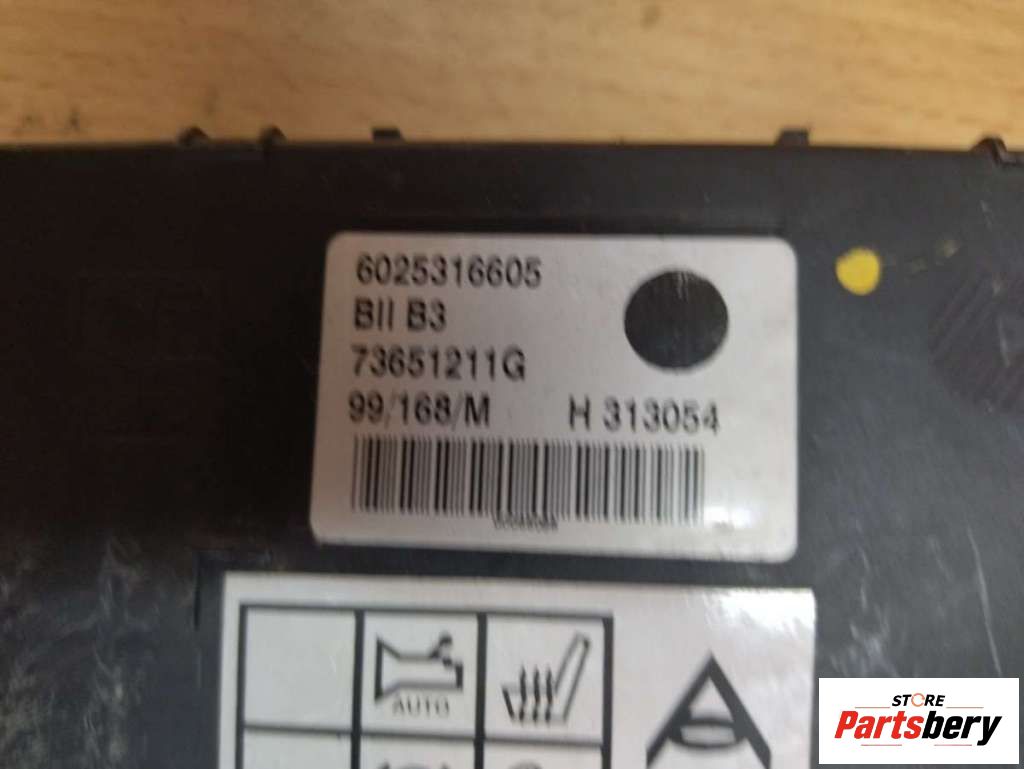 6025316605
BII B3
73651211G
99/168/M H 313054
AUTO
STORE
Partsbery